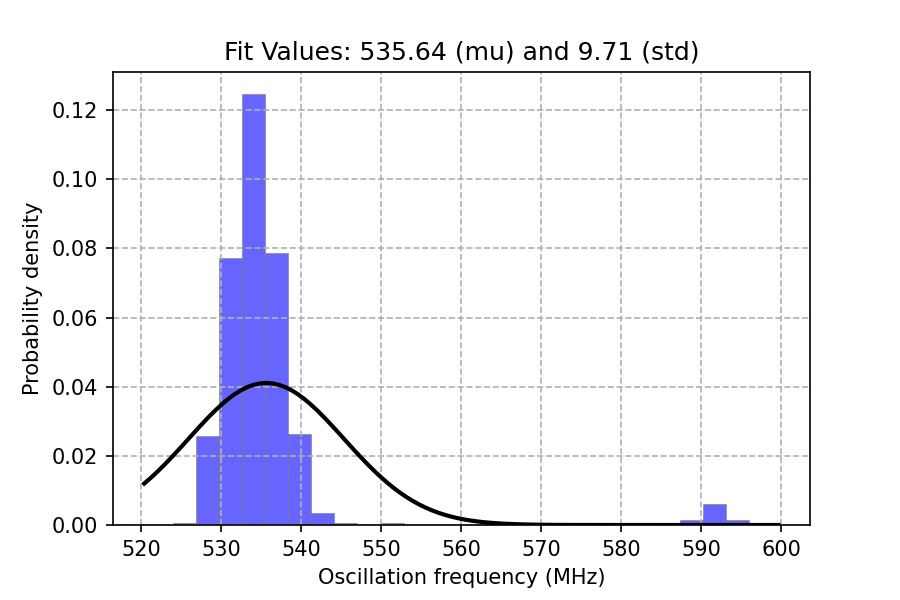 Fit Values: 535.64 (mu) and 9.71 (std)
Probability density
0.12
0.10
0.08
0.06
0.04
0.02
0.00
520 530 540 550 560 570 580 590 600
Oscillation frequency (MHz)